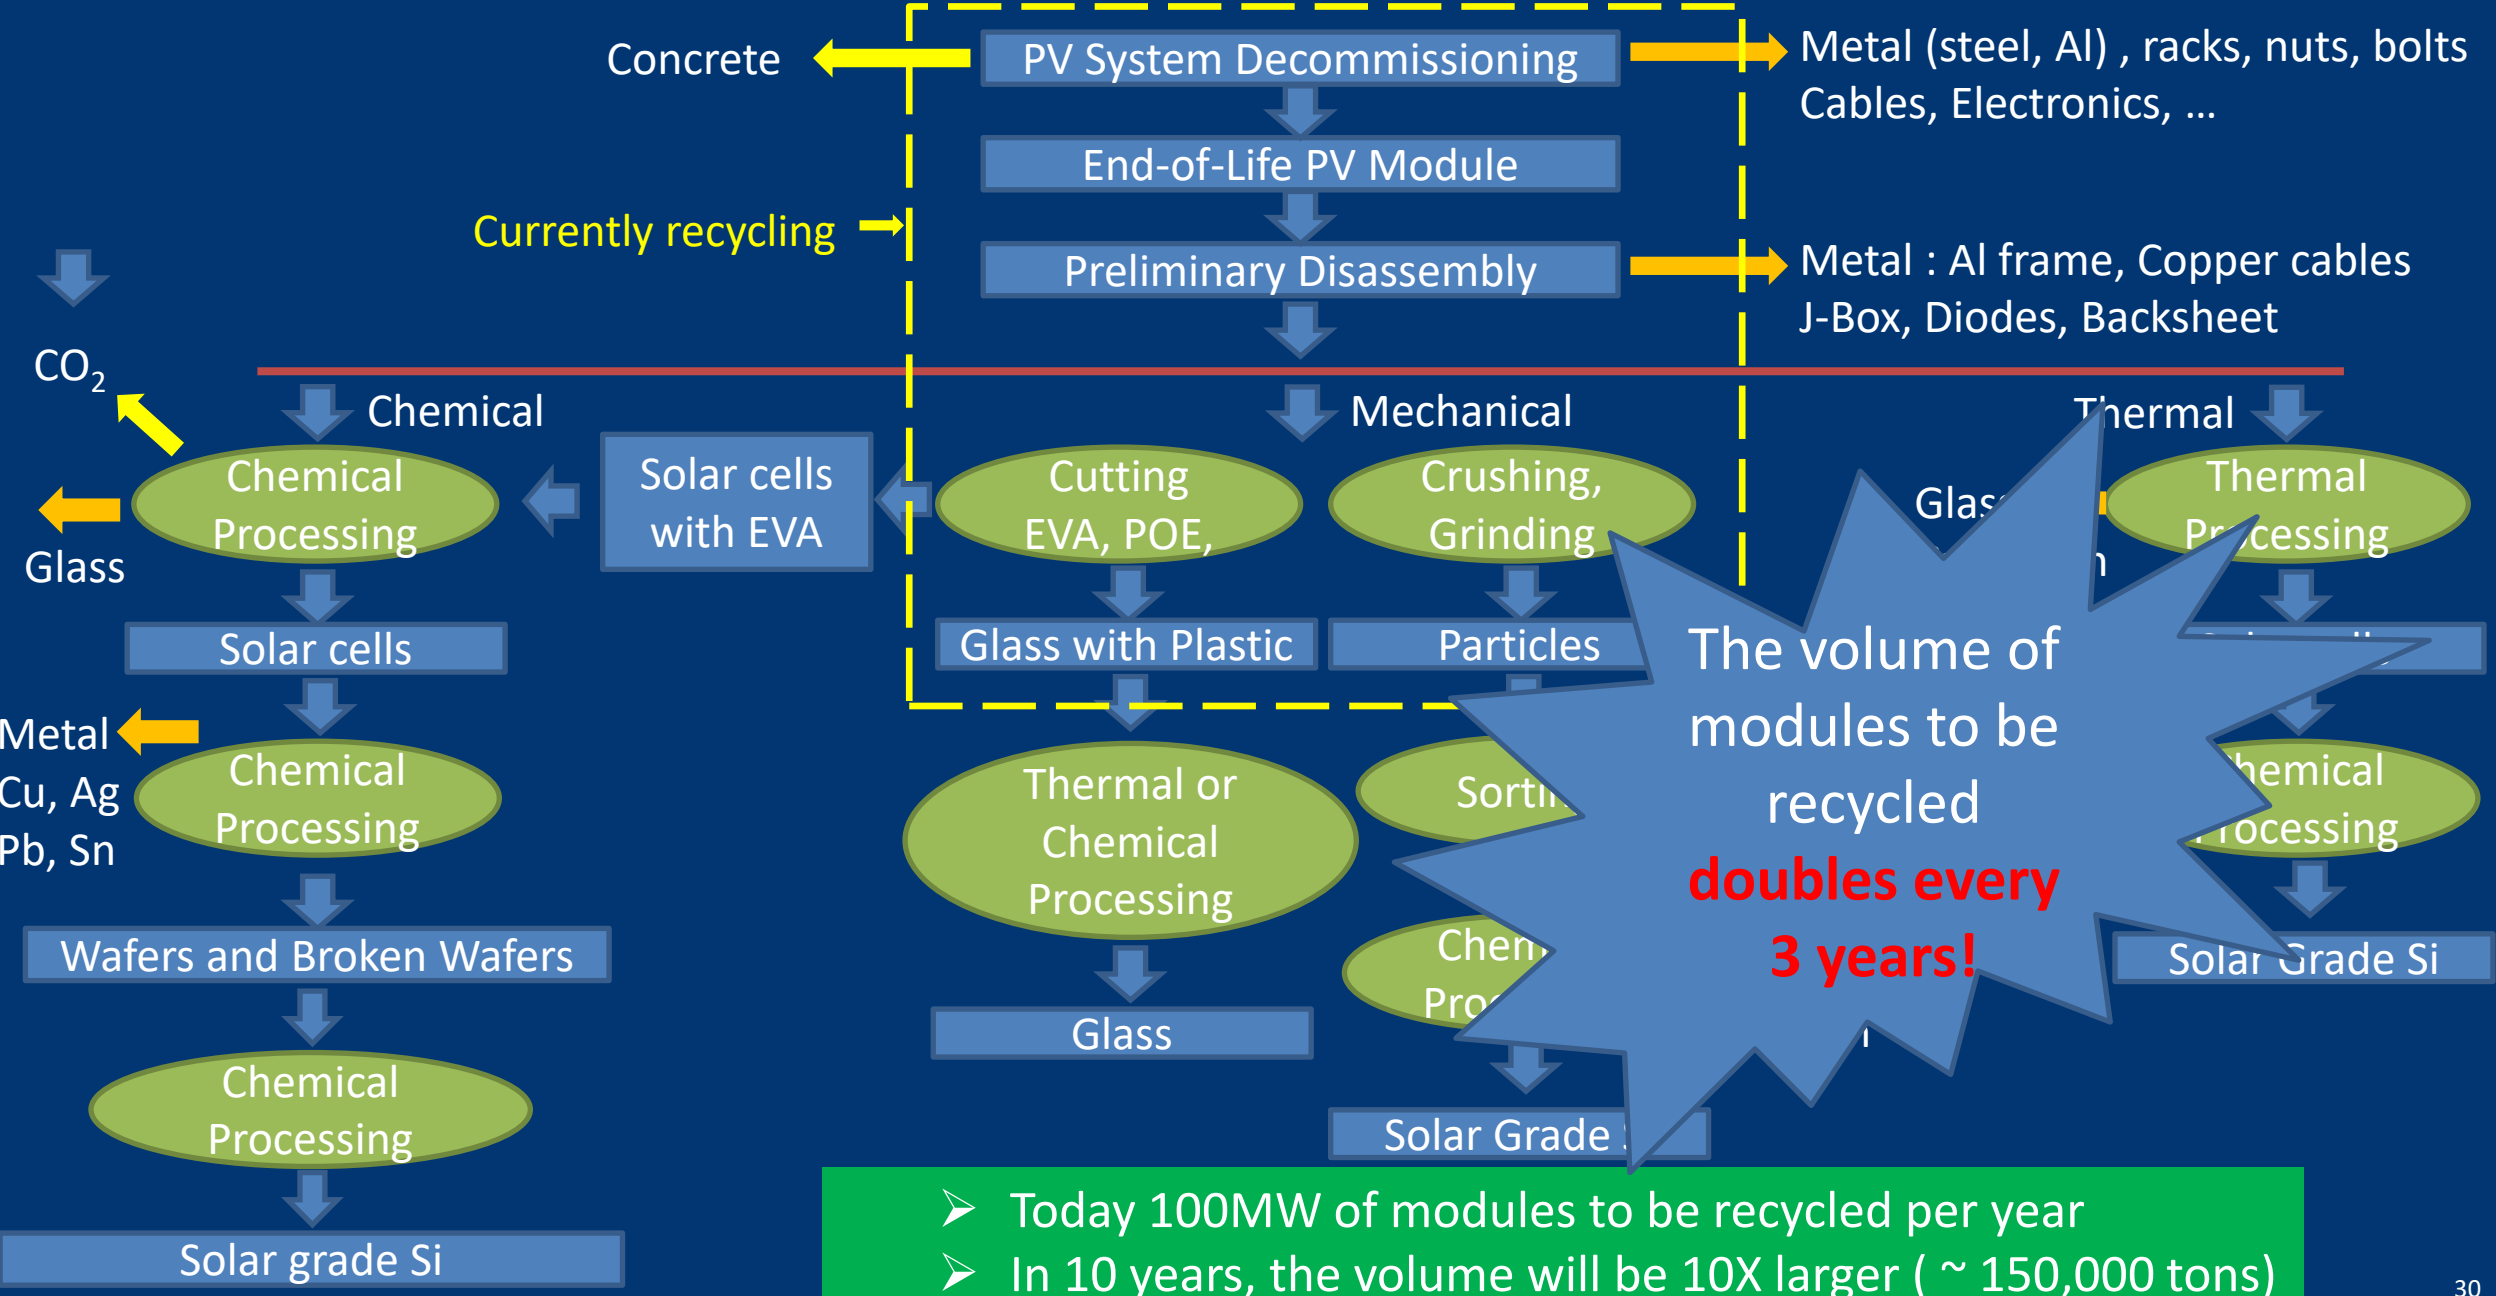 Concrete
PV System Decommissioning
Metal (steel, Al) , racks, nuts, bolts
Cables, Electronics, ...
End-of-Life PV Module
Currently recycling
Preliminary Disassembly
Metal : Al frame, Copper cables
J-Box, Diodes, Backsheet
CO₂
Chemical
Mechanical
Thermal
Chemical
Processing
Glass
Solar cells
with EVA
Cutting
EVA, POE,
Crushing,
Grinding
Thermal
Processing
Solar cells
Glass with Plastic
Particles
Metal
Cu, Ag
Pb, Sn
Chemical
Processing
Thermal or
Chemical
Processing
Chemical
Processing
Wafers and Broken Wafers
Glass
Solar Grade Si
Chemical
Processing
Solar Grade
Solar grade Si
The volume of
modules to be
recycled
doubles every
3 years!
Today 100MW of modules to be recycled per year
In 10 years, the volume will be 10X larger ( ~ 150,000 tons)
30